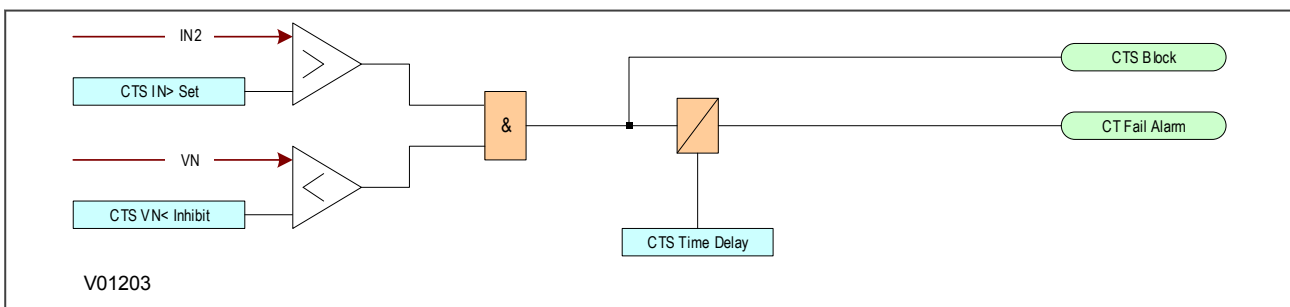 IN2
CTS IN> Set
VN
CTS VN< Inhibit
&
CTS Time Delay
CTS Block
CT Fail Alarm
V01203